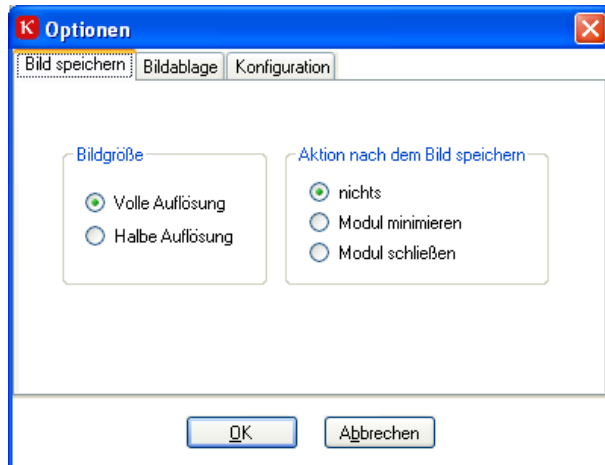 K Optionen
Bild speichern Bildablage Konfiguration
Bildgröße
Volle Auflösung
Halbe Auflösung
Aktion nach dem Bild speichern
nichts
Modul minimieren
Modul schließen
OK Abbrechen